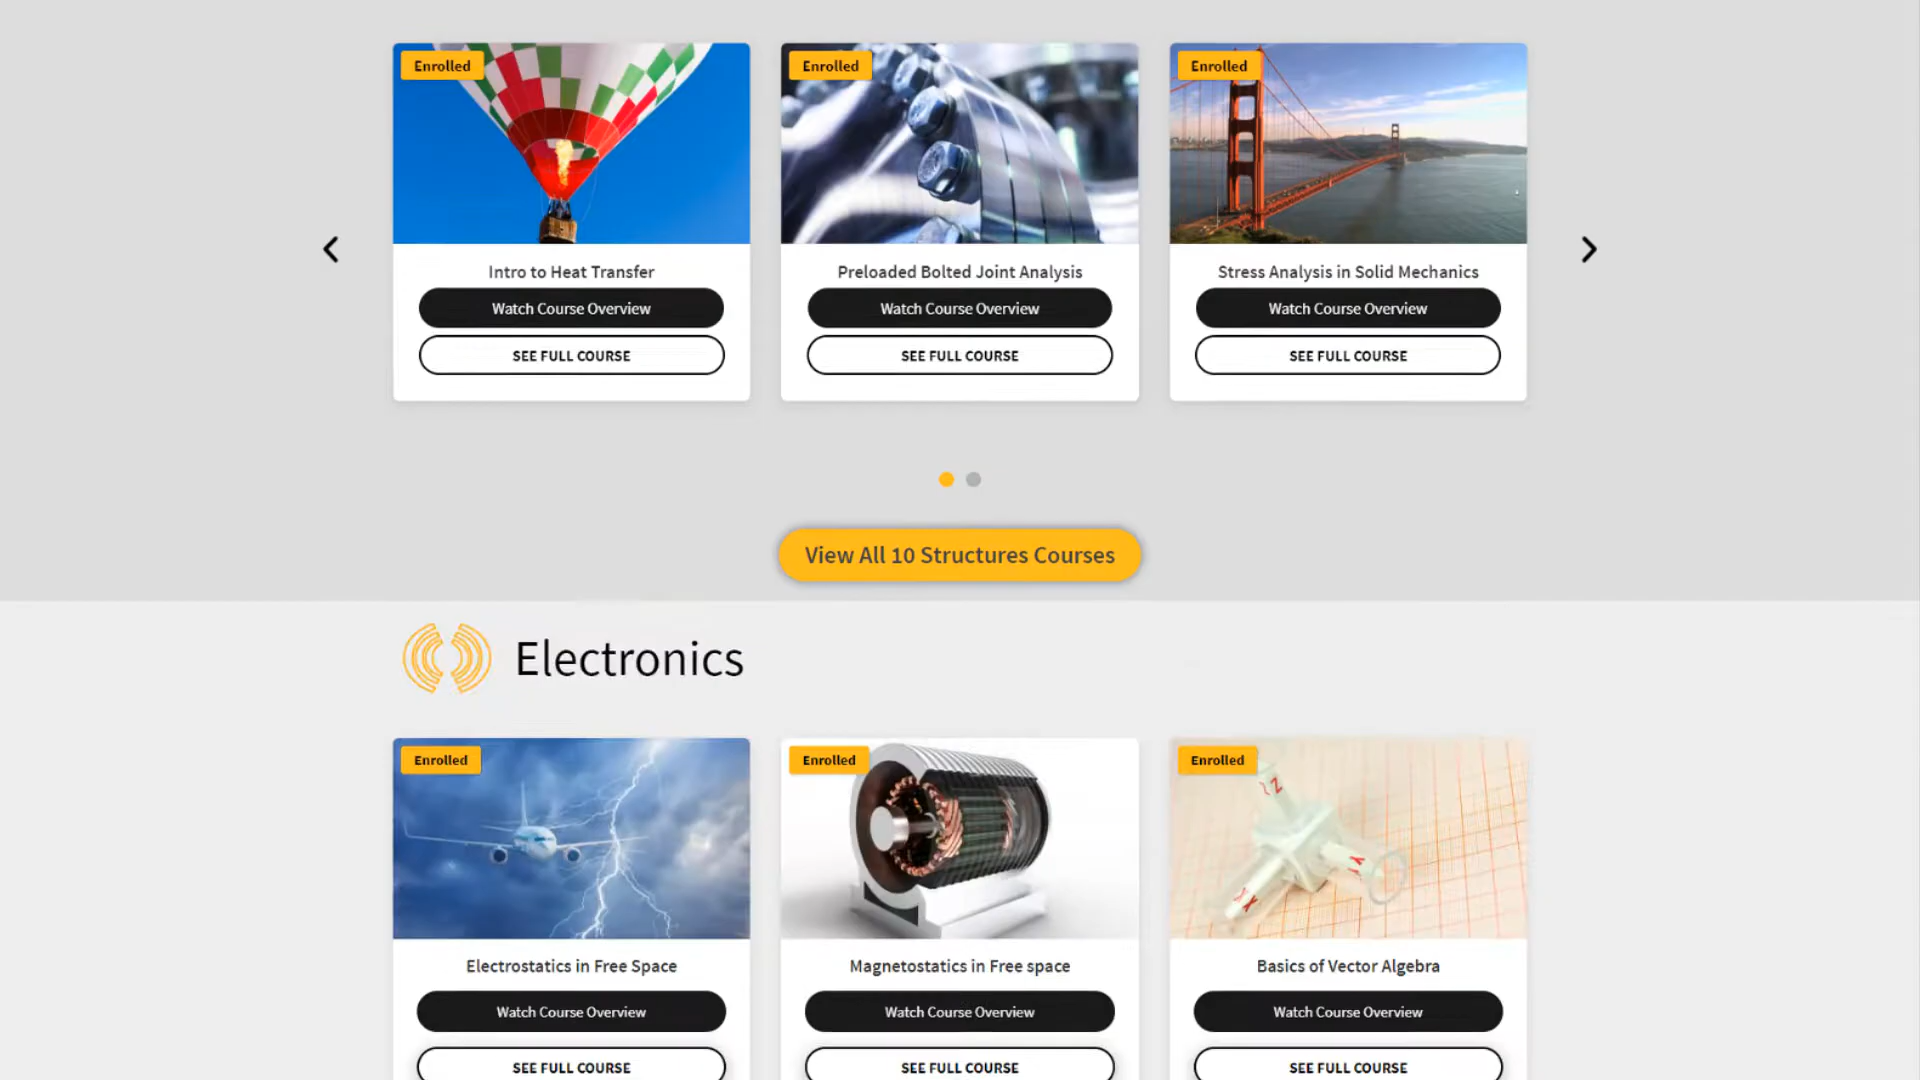 Enrolled
Enrolled
Enrolled
Intro to Heat Transfer
Preloaded Bolted Joint Analysis
Stress Analysis in Solid Mechanics
Watch Course Overview
Watch Course Overview
Watch Course Overview
SEE FULL COURSE
SEE FULL COURSE
SEE FULL COURSE
View All 10 Structures Courses
Electronics
Enrolled
Enrolled
Enrolled
Z
Y
X
Electrostatics in Free Space
Magnetostatics in Free space
Basics of Vector Algebra
Watch Course Overview
Watch Course Overview
Watch Course Overview
SEE FULL COURSE
SEE FULL COURSE
SEE FULL COURSE